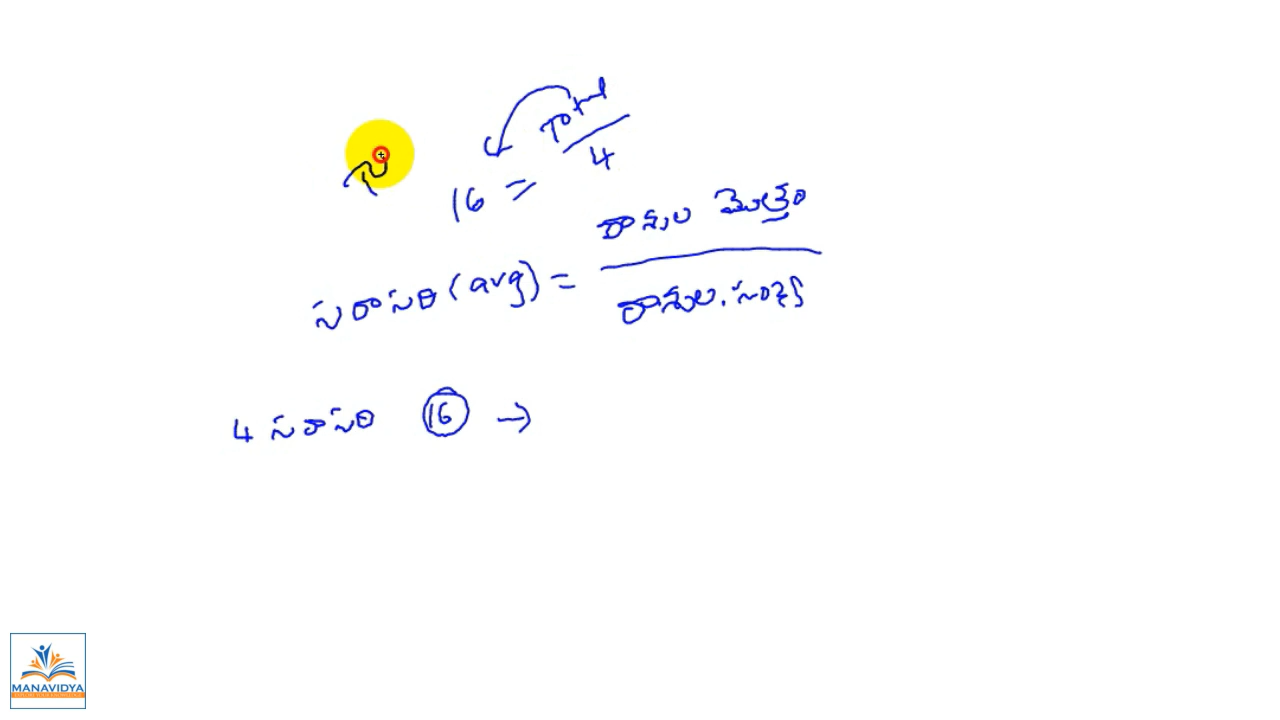 Total
16 = 4
రాశుల మొత్తం
సరాసరి (avg) =
రాశుల సంఖ్య
4 సరాసరి 16 →
MANAVIDYA